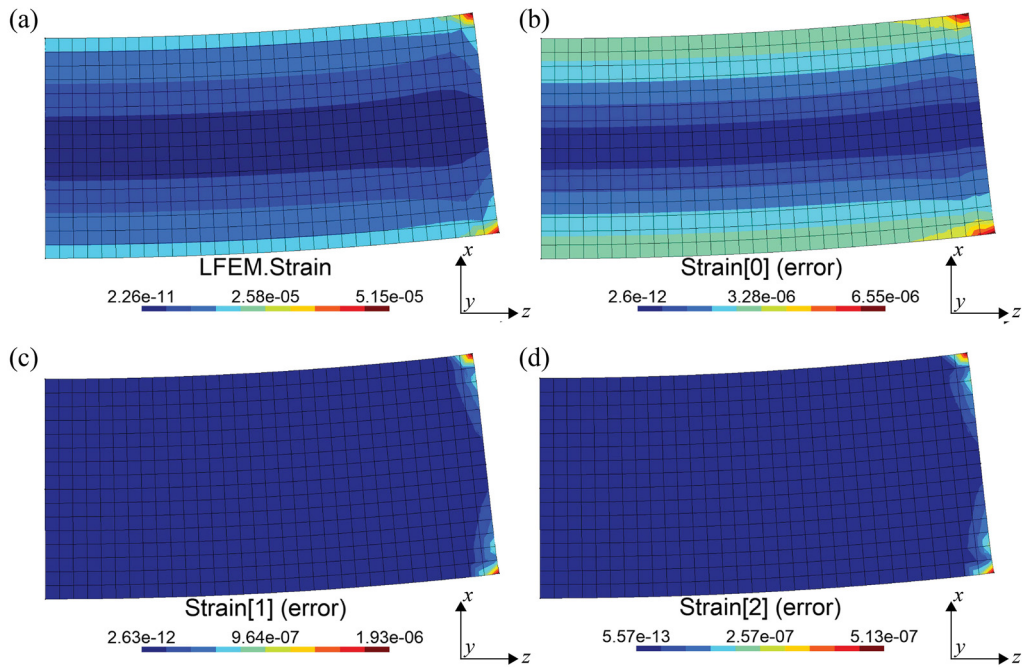 (a)
LFEM.Strain
2.26e-11 2.58e-05 5.15e-05
x
y z
(b)
Strain[0] (error)
2.6e-12 3.28e-06 6.55e-06
x
y z
(c)
Strain[1] (error)
2.63e-12 9.64e-07 1.93e-06
x
y z
(d)
Strain[2] (error)
5.57e-13 2.57e-07 5.13e-07
x
y z